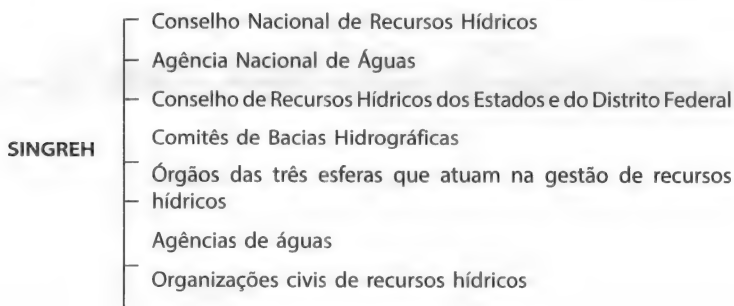 Conselho Nacional de Recursos Hídricos
Agência Nacional de Águas
Conselho de Recursos Hídricos dos Estados e do Distrito Federal
SINGREH
Comitês de Bacias Hidrográficas
Órgãos das três esferas que atuam na gestão de recursos
hídricos
Agências de águas
Organizações civis de recursos hídricos